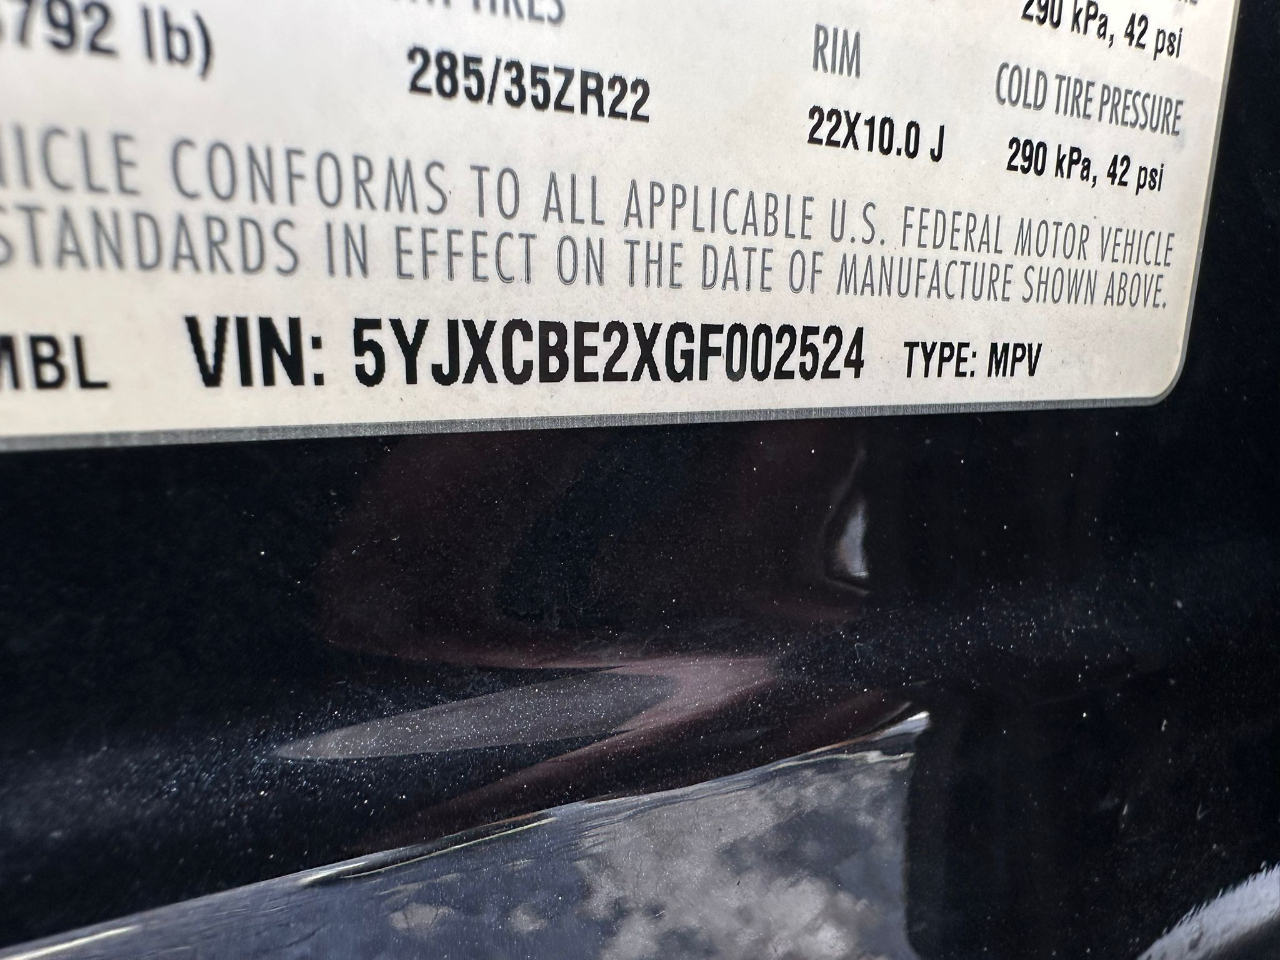 792 lb)
TIRES
285/35ZR22
RIM
22X10.0 J
290 kPa, 42 psi
COLD TIRE PRESSURE
290 kPa, 42 psi
HICLE CONFORMS TO ALL APPLICABLE U.S. FEDERAL MOTOR VEHICLE
STANDARDS IN EFFECT ON THE DATE OF MANUFACTURE SHOWN ABOVE.
MBL VIN: 5YJXCBE2XGF002524 TYPE: MPV